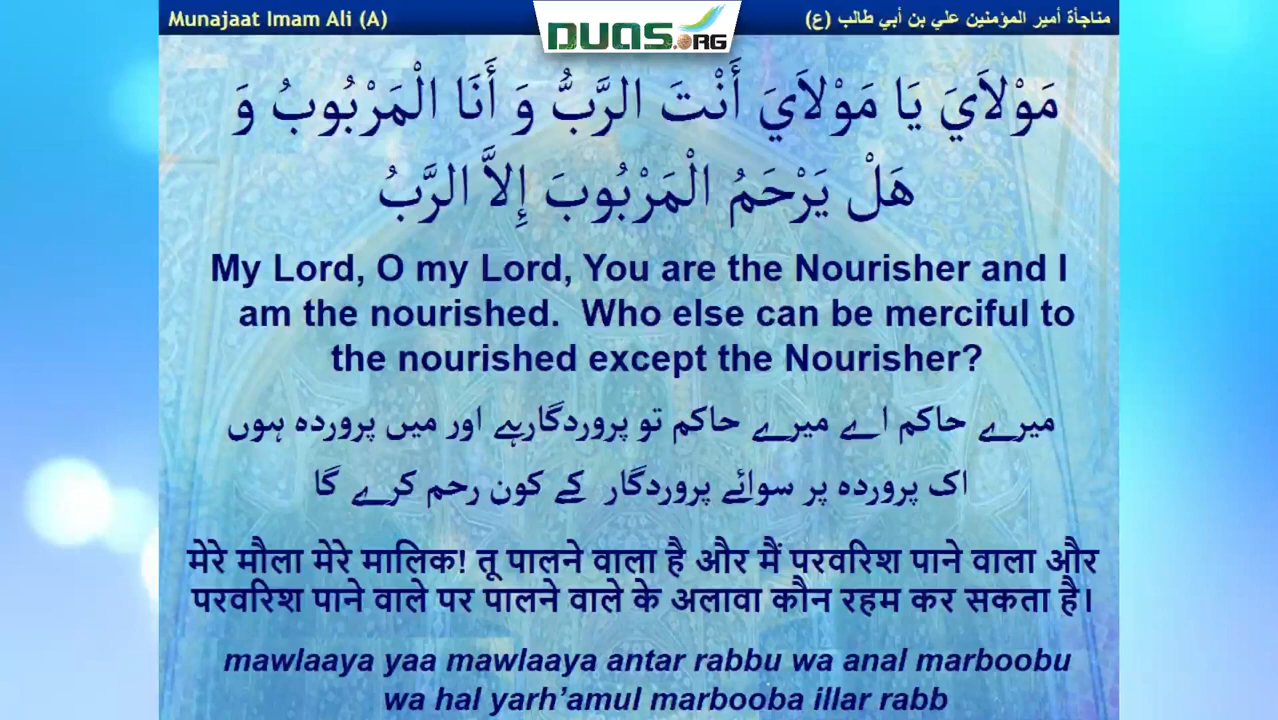 Munajaat Imam Ali (A)
DUAS.ORG
مناجأة أمير المؤمنين علي بن أبي طالب (ع)
مَوْلاَيَ يَا مَوْلاَيَ أَنْتَ الرَّبُّ وَ أَنَا الْمَرْبُوبُ وَ
هَلْ يَرْحَمُ الْمَرْبُوبَ إِلاَّ الرَّبُ
My Lord, O my Lord, You are the Nourisher and I
am the nourished.  Who else can be merciful to
the nourished except the Nourisher?
میرے حاکم اے میرے حاکم تو پروردگارہے اور میں پروردہ ہوں
اک پروردہ پر سوائے پروردگار کے کون رحم کرے گا
मेरे मौला मेरे मालिक! तू पालने वाला है और मैं परवरिश पाने वाला और
परवरिश पाने वाले पर पालने वाले के अलावा कौन रहम कर सकता है।
mawlaaya yaa mawlaaya antar rabbu wa anal marboobu
wa hal yarh’amul marbooba illar rabb